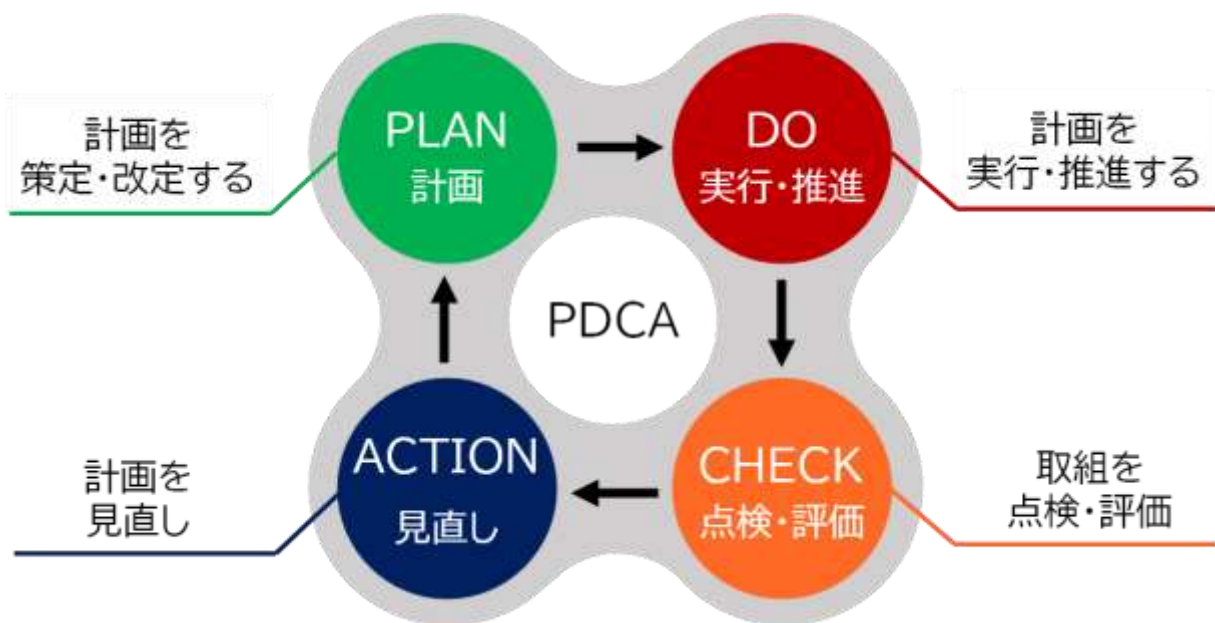 計画を
策定・改定する
PLAN
計画
DO
実行・推進
計画を
実行・推進する
PDCA
計画を
見直し
ACTION
見直し
CHECK
点検・評価
取組を
点検・評価